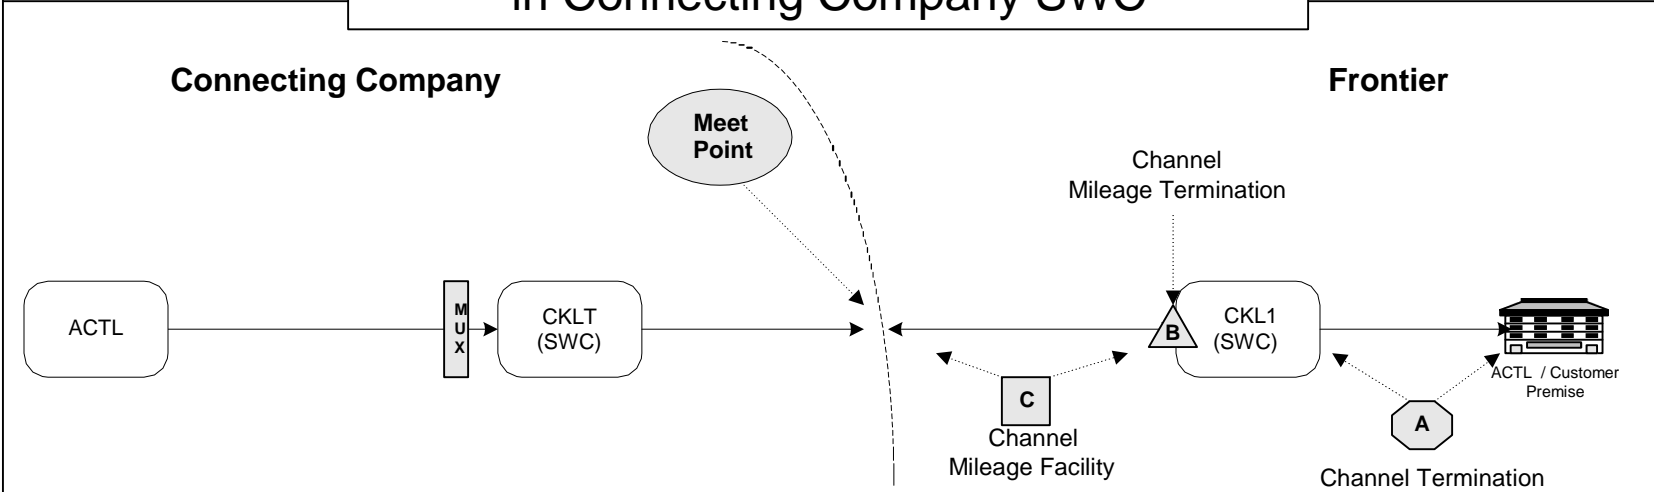 in Connecting Company SWC
Connecting Company
Frontier
Meet
Point
Channel
Mileage Termination
ACTL
M
U
X
CKLT
(SWC)
B
CKL1
(SWC)
ACTL / Customer
Premise
C
Channel
Mileage Facility
A
Channel Termination